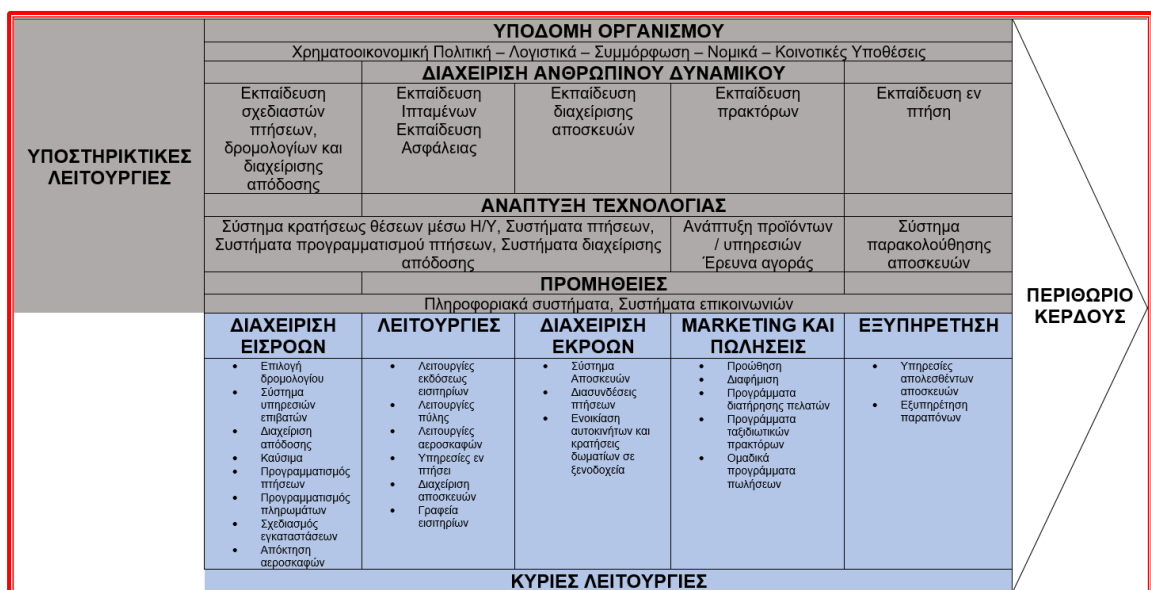 ΥΠΟΔΟΜΗ ΟΡΓΑΝΙΣΜΟΥ
Χρηματοοικονομική Πολιτική – Λογιστικά – Συμμόρφωση – Νομικά – Κοινοτικές Υποθέσεις
ΔΙΑΧΕΙΡΙΣΗ ΑΝΘΡΩΠΙΝΟΥ ΔΥΝΑΜΙΚΟΥ
Εκπαίδευση
σχεδιαστών
πτήσεων,
δρομολογίων και
διαχείρισης
απόδοσης
Εκπαίδευση
Ιπταμένων
Εκπαίδευση
Ασφάλειας
Εκπαίδευση
διαχείρισης
αποσκευών
Εκπαίδευση
πρακτόρων
Εκπαίδευση εν
πτήση
ΥΠΟΣΤΗΡΙΚΤΙΚΕΣ
ΛΕΙΤΟΥΡΓΙΕΣ
ΑΝΑΠΤΥΞΗ ΤΕΧΝΟΛΟΓΙΑΣ
Σύστημα κρατήσεως θέσεων μέσω Η/Υ, Συστήματα πτήσεων,
Συστήματα προγραμματισμού πτήσεων, Συστήματα διαχείρισης
απόδοσης
Ανάπτυξη προϊόντων
/ υπηρεσιών
Έρευνα αγοράς
Σύστημα
παρακολούθησης
αποσκευών
ΠΡΟΜΗΘΕΙΕΣ
Πληροφοριακά συστήματα, Συστήματα επικοινωνιών
ΠΕΡΙΘΩΡΙΟ
ΚΕΡΔΟΥΣ
ΔΙΑΧΕΙΡΙΣΗ
ΕΙΣΡΟΩΝ
ΛΕΙΤΟΥΡΓΙΕΣ
ΔΙΑΧΕΙΡΙΣΗ
ΕΚΡΟΩΝ
MARKETING ΚΑΙ
ΠΩΛΗΣΕΙΣ
ΕΞΥΠΗΡΕΤΗΣΗ
• Επιλογή
δρομολογίου
• Σύστημα
υπηρεσιών
επιβατών
• Διαχείριση
απόδοσης
• Καύσιμα
• Προγραμματισμός
πτήσεων
• Προγραμματισμός
πληρωμάτων
• Σχεδιασμός
εγκαταστάσεων
• Απόκτηση
αεροσκαφών
• Λειτουργίες
εκδόσεως
εισιτηρίων
• Λειτουργίες
πύλης
• Λειτουργίες
αεροσκαφών
• Υπηρεσίες εν
πτήσει
• Διαχείριση
αποσκευών
• Γραφεία
εισιτηρίων
• Σύστημα
Αποσκευών
• Διασυνδέσεις
πτήσεων
• Ενοικίαση
αυτοκινήτων και
κρατήσεις
δωματίων σε
ξενοδοχεία
• Προώθηση
• Διαφήμιση
• Προγράμματα
διατήρησης πελατών
• Προγράμματα
ταξιδιωτικών
πρακτόρων
• Ομαδικά
προγράμματα
πωλήσεων
• Υπηρεσίες
απολεσθέντων
αποσκευών
• Εξυπηρέτηση
παραπόνων
ΚΥΡΙΕΣ ΛΕΙΤΟΥΡΓΙΕΣ